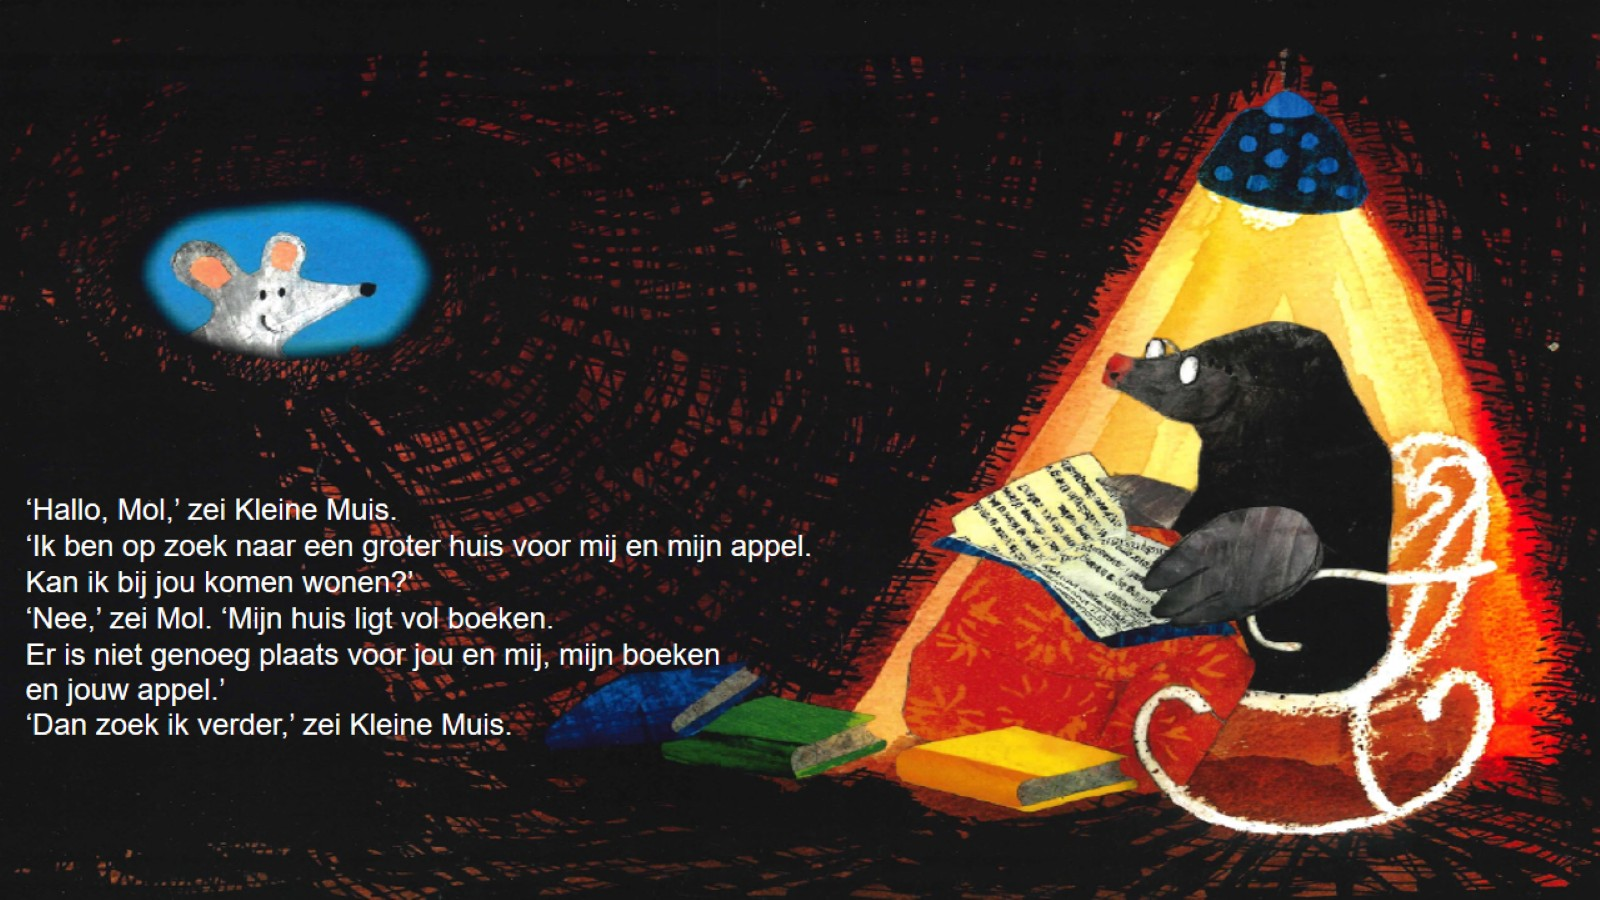 ‘Hallo, Mol,’ zei Kleine Muis.
‘Ik ben op zoek naar een groter huis voor mij en mijn appel.
Kan ik bij jou komen wonen?’
‘Nee,’ zei Mol. ‘Mijn huis ligt vol boeken.
Er is niet genoeg plaats voor jou en mij, mijn boeken
en jouw appel.’
‘Dan zoek ik verder,’ zei Kleine Muis.